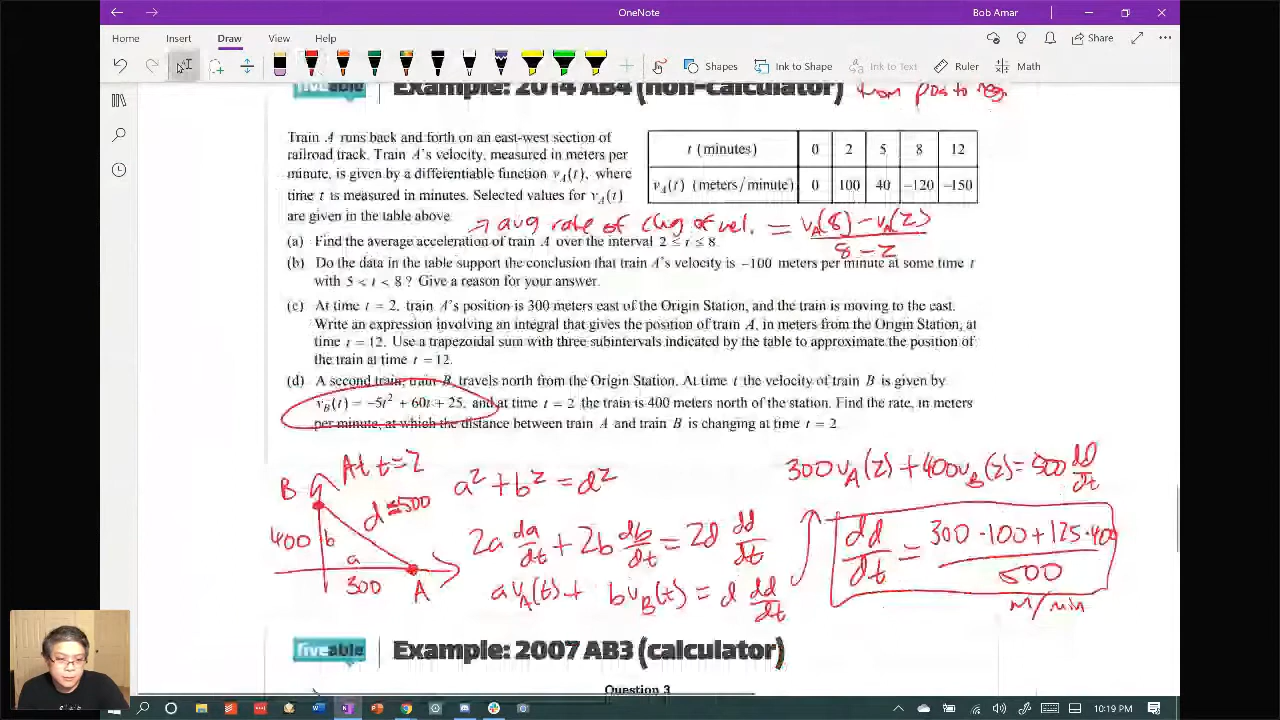 OneNote
Bob Amar
Home Insert Draw View Help
Share
Shapes Ink to Shape Ink to Text Ruler Math
fiveable Example: 2014 AB4 (non-calculator) from pos to neg.
Train A runs back and forth on an east-west section of
railroad track. Train A's velocity, measured in meters per
minute, is given by a differentiable function v_A(t), where
time t is measured in minutes. Selected values for v_A(t)
are given in the table above.
t (minutes) 0 2 5 8 12
v_A(t) (meters/minute) 0 100 40 −120 −150
→ avg rate of chng of vel. = (v_A(8) − v_A(2)) / (8 − 2)
(a) Find the average acceleration of train A over the interval 2 ≤ t ≤ 8.
(b) Do the data in the table support the conclusion that train A's velocity is −100 meters per minute at some time t
with 5 < t < 8? Give a reason for your answer.
(c) At time t = 2, train A's position is 300 meters east of the Origin Station, and the train is moving to the east.
Write an expression involving an integral that gives the position of train A, in meters from the Origin Station, at
time t = 12. Use a trapezoidal sum with three subintervals indicated by the table to approximate the position of
the train at time t = 12.
(d) A second train, train B, travels north from the Origin Station. At time t the velocity of train B is given by
v_B(t) = −5t² + 60t + 25, and at time t = 2 the train is 400 meters north of the station. Find the rate, in meters
per minute, at which the distance between train A and train B is changing at time t = 2.
At t=2
B
d=500
400 b
a
300 A
a² + b² = d²
2a da/dt + 2b db/dt = 2d dd/dt
a v_A(t) + b v_B(t) = d dd/dt
300 v_A(2) + 400 v_B(2) = 500 dd/dt
dd/dt = (300·100 + 125·400) / 500
m/min
fiveable Example: 2007 AB3 (calculator)
Question 3
10:19 PM